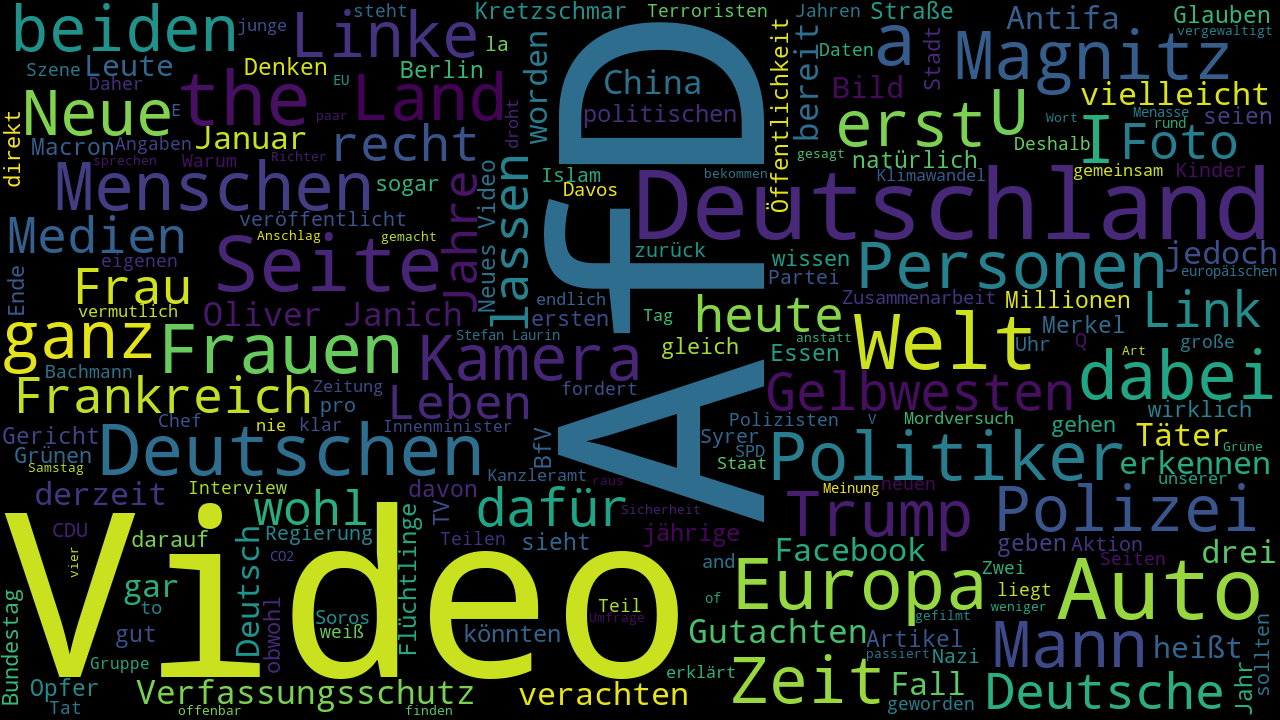 beiden
junge
Linke
steht
la
Kretzschmar
Terroristen
Jahren
Straße
Antifa
Glauben
vergewaltigt
Szene
Leute
Daher
Denken
EU
Berlin
worden
China
politischen
Öffentlichkeit
bereit
Daten
a
Bild
Stadt
Magnitz
vielleicht
Neue
E
the
Land
paar
droht
AfD
erst
U
I
Wort
Menasse
rund
seien
direkt
Macron
Angaben
Januar
recht
gesagt
natürlich
Deshalb
Foto
sprechen
Warum
Richter
Islam
Davos
bekommen
Klimawandel
gemeinsam
Kinder
Menschen
sogar
Jahre
Neues Video
lassen
Deutschland
veröffentlicht
Medien
Anschlag
gemacht
Seite
zurück
wissen
Personen
jedoch
eigenen
Partei
europäischen
Ende
Frau
vermutlich
Oliver Janich
endlich
ersten
Tag
heute
Zusammenarbeit
Millionen
Link
ganz
Frauen
Stefan Laurin
gleich
anstatt
Essen
Welt
Merkel
Uhr
Q
große
Art
Bachmann
Kamera
dabei
Frankreich
Zeitung
pro
Leben
fordert
Gelbwesten
wirklich
Chef
nie
klar
Innenminister
Polizisten
V
Mordversuch
gehen
Gericht
Grünen
Samstag
Deutschen
BfV
Syrer
SPD
Staat
Politiker
Täter
Grüne
erkennen
unserer
Kanzleramt
raus
Meinung
neuen
derzeit
Interview
davon
TV
dafür
Sicherheit
Trump
Polizei
CDU
wohl
jährige
darauf
Regierung
Flüchtlinge
Teilen
sieht
geben
Aktion
Seiten
drei
Video
vier
Deutsch
CO2
and
Facebook
Zwei
Bundestag
gar
to
obwohl
Soros
weiß
Teil
Umfrage
of
Europa
liegt
weniger
Auto
gefilmt
gut
Gruppe
könnten
Gutachten
Artikel
passiert
Nazi
Mann
heißt
sollten
erklärt
Opfer
Tat
Verfassungsschutz
offenbar
finden
verachten
Zeit
Fall
geworden
Deutsche
Jahr